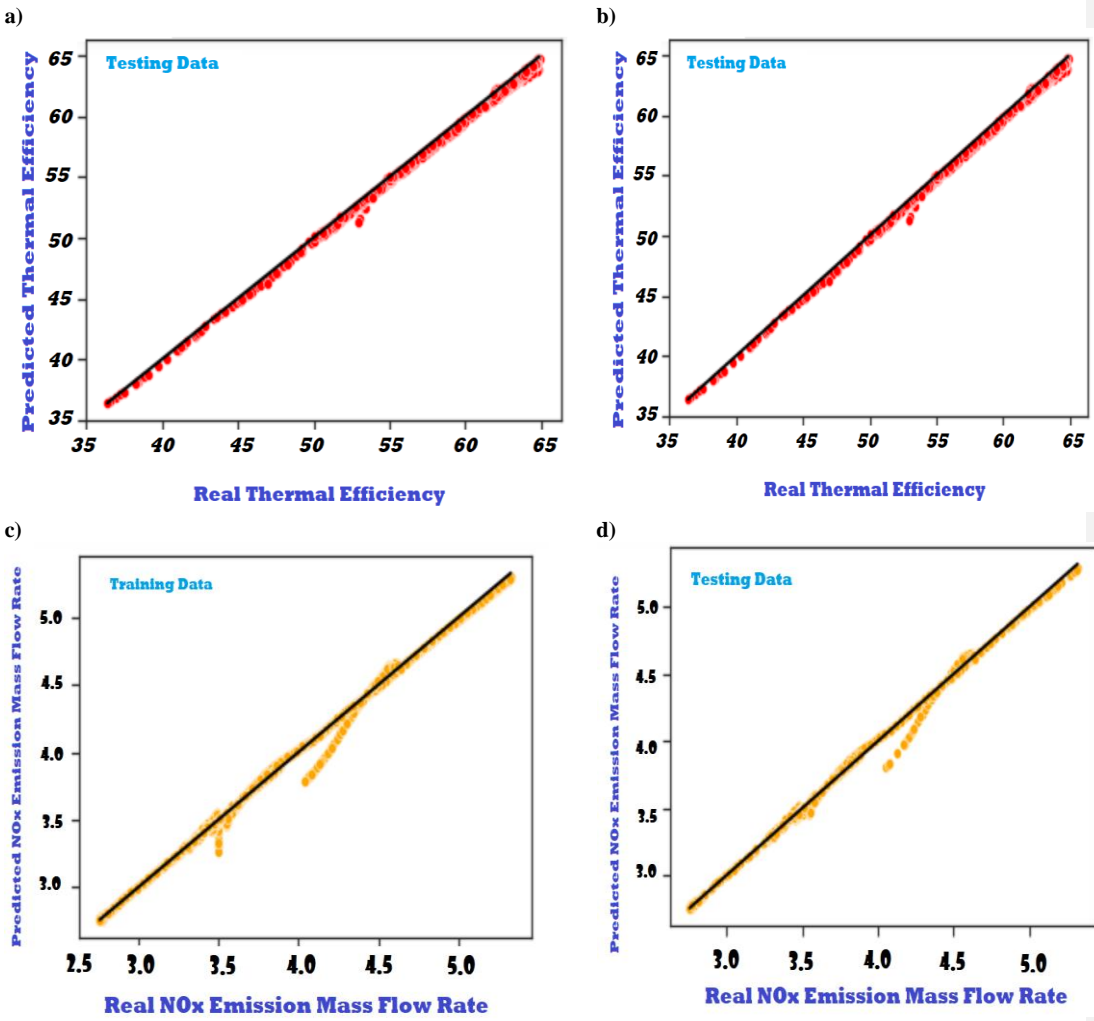 a)
Testing Data
Predicted Thermal Efficiency
65
60
55
50
45
40
35
35 40 45 50 55 60 65
Real Thermal Efficiency
b)
Testing Data
Predicted Thermal Efficiency
65
60
55
50
45
40
35
35 40 45 50 55 60 65
Real Thermal Efficiency
c)
Training Data
Predicted NOx Emission Mass Flow Rate
5.0
4.5
4.0
3.5
3.0
2.5 3.0 3.5 4.0 4.5 5.0
Real NOx Emission Mass Flow Rate
d)
Testing Data
Predicted NOx Emission Mass Flow Rate
5.0
4.5
4.0
3.5
3.0
3.0 3.5 4.0 4.5 5.0
Real NOx Emission Mass Flow Rate